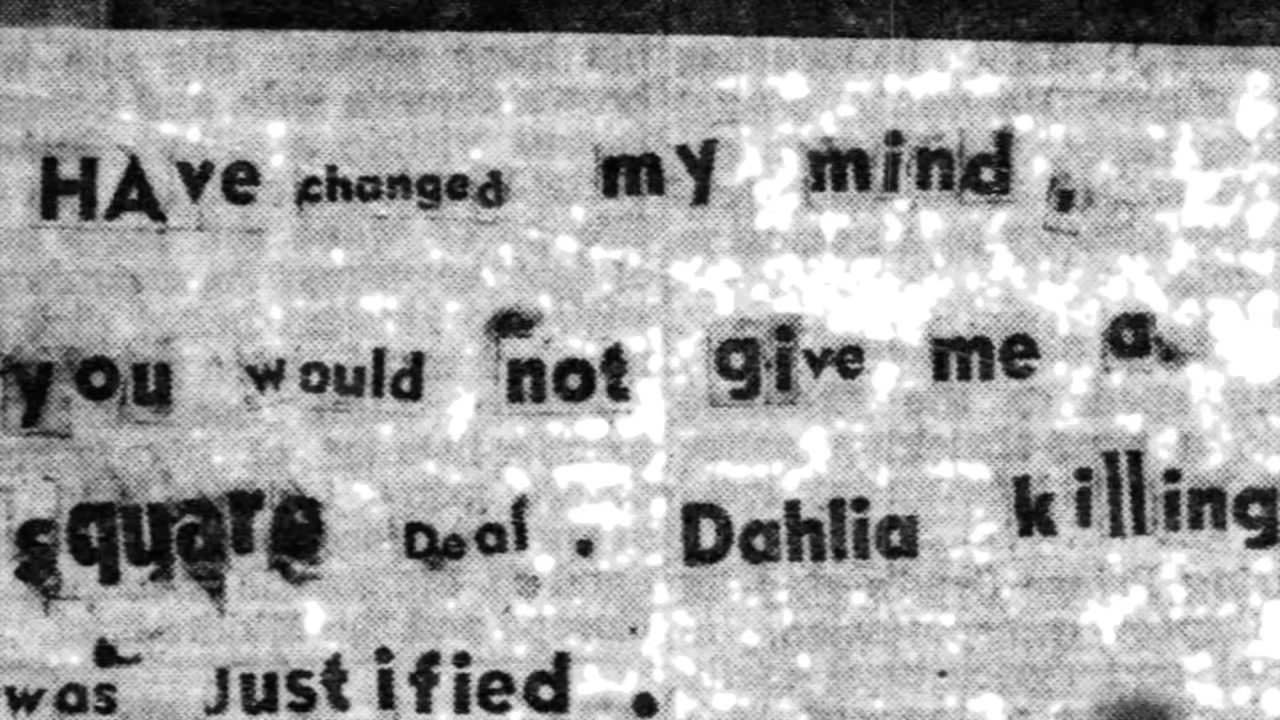 HAve changed my mind.
you would not give me a
square Deal. Dahlia killing
was Justified.